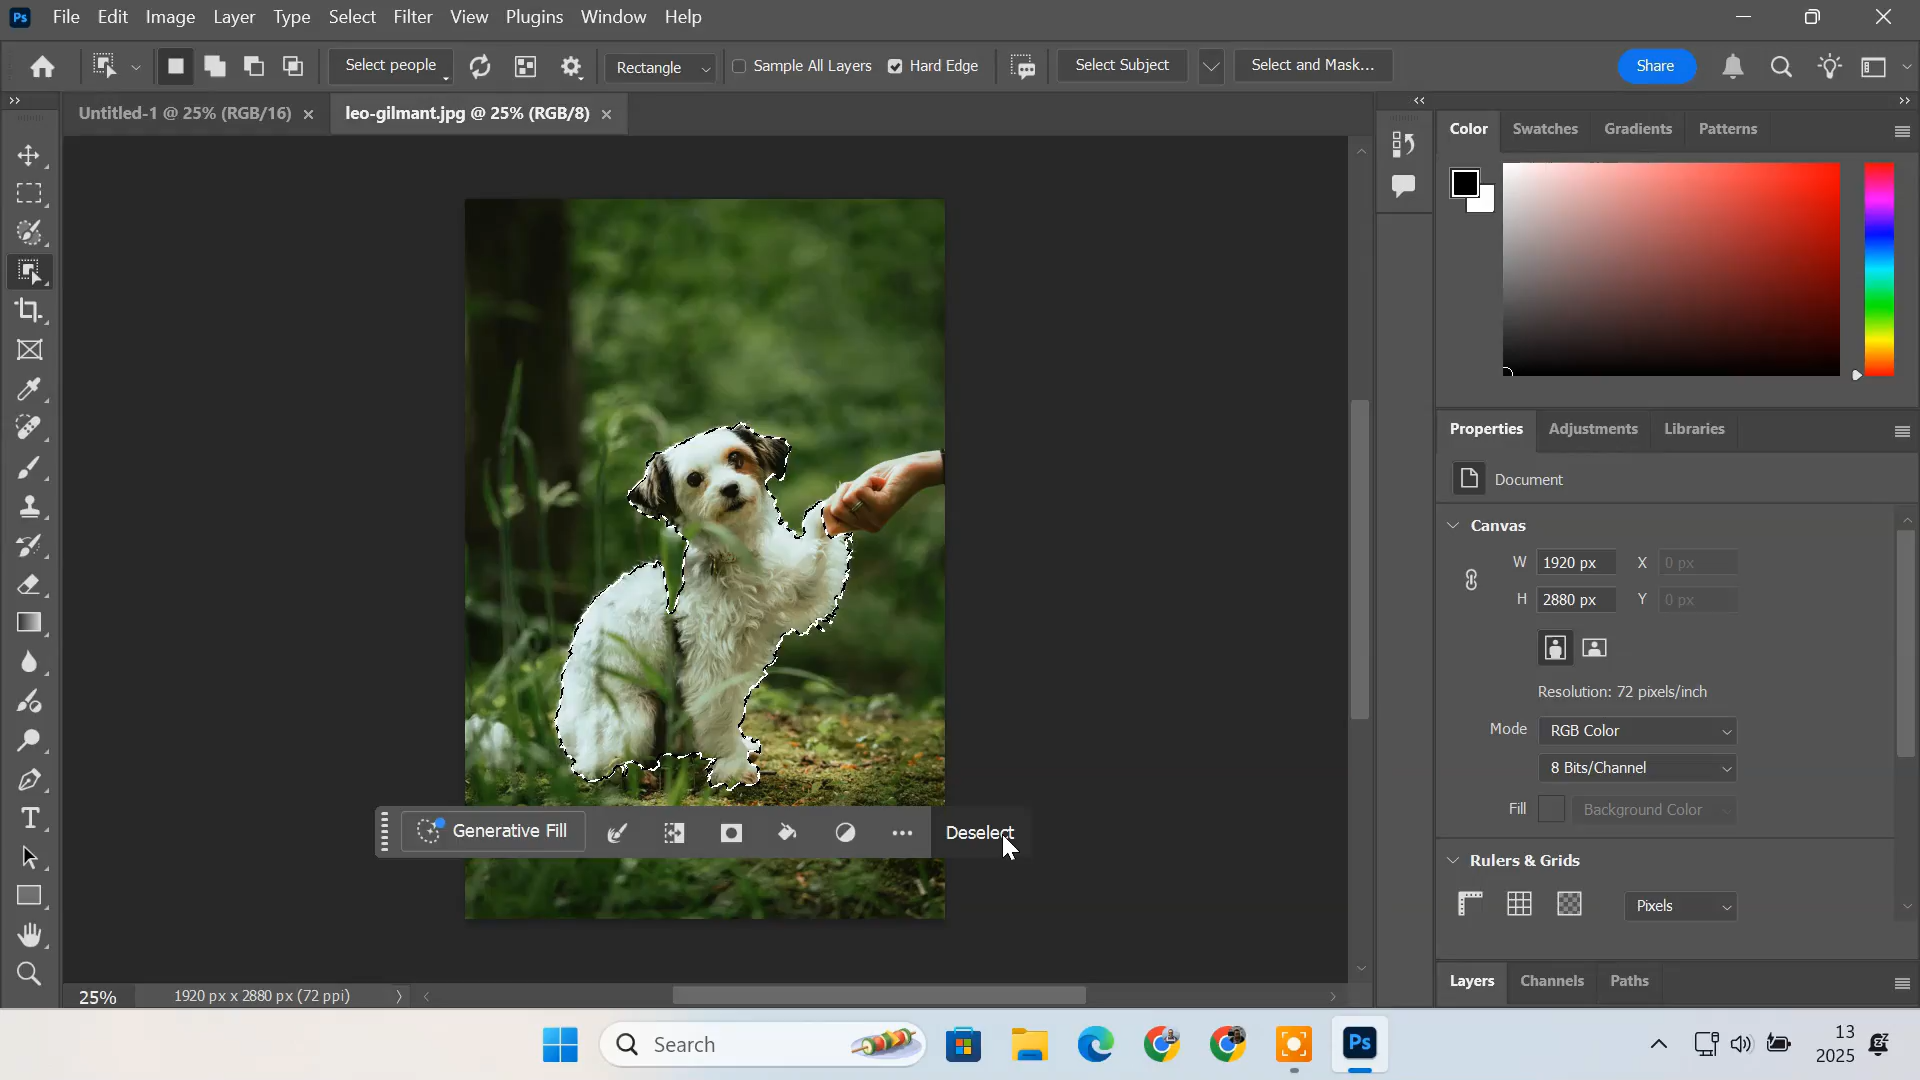 Ps File Edit Image Layer Type Select Filter View Plugins Window Help
Select people Rectangle Sample All Layers Hard Edge Select Subject Select and Mask... Share
Untitled-1 @ 25% (RGB/16) leo-gilmant.jpg @ 25% (RGB/8)
Color Swatches Gradients Patterns
Properties Adjustments Libraries
Document
Canvas
W 1920 px X 0 px
H 2880 px Y 0 px
Resolution: 72 pixels/inch
Mode RGB Color
8 Bits/Channel
Fill Background Color
Generative Fill Deselect
Rulers & Grids
Pixels
Layers Channels Paths
25% 1920 px x 2880 px (72 ppi)
Search Ps 13
2025